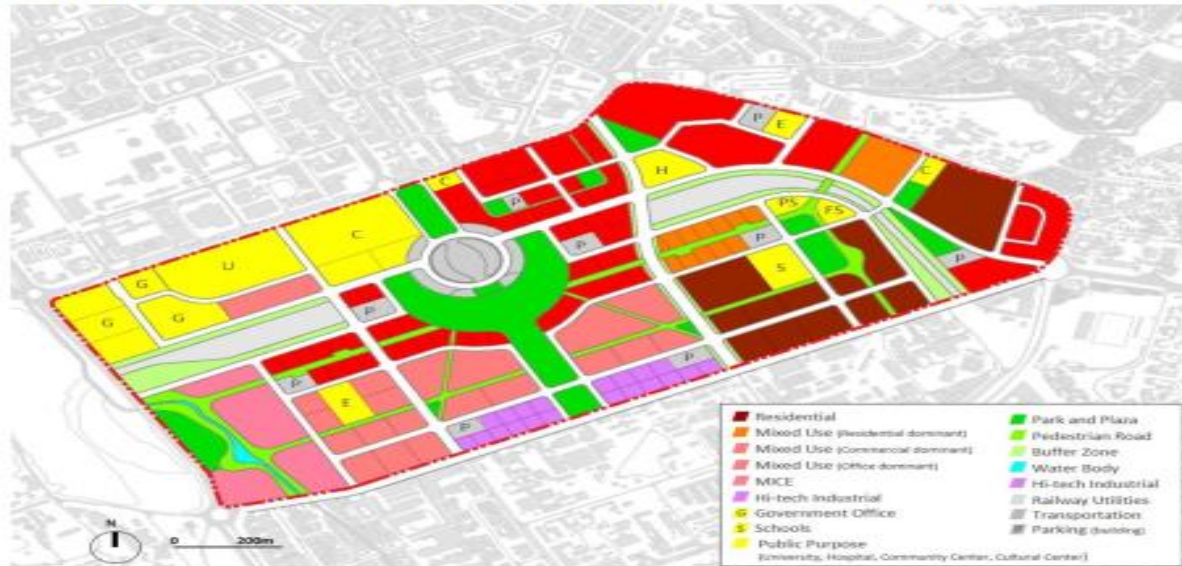 P
E
H
C
C
P
PS
FS
C
P
P
S
U
G
G
G
P
P
P
P
E
P
N
0 200m
Residential
Mixed Use (Residential dominant)
Mixed Use (Commercial dominant)
Mixed Use (Office dominant)
MICE
Hi-tech Industrial
G Government Office
S Schools
Public Purpose
(University, Hospital, Community Center, Cultural Center)
Park and Plaza
Pedestrian Road
Buffer Zone
Water Body
Hi-tech Industrial
Railway Utilities
Transportation
Parking (building)